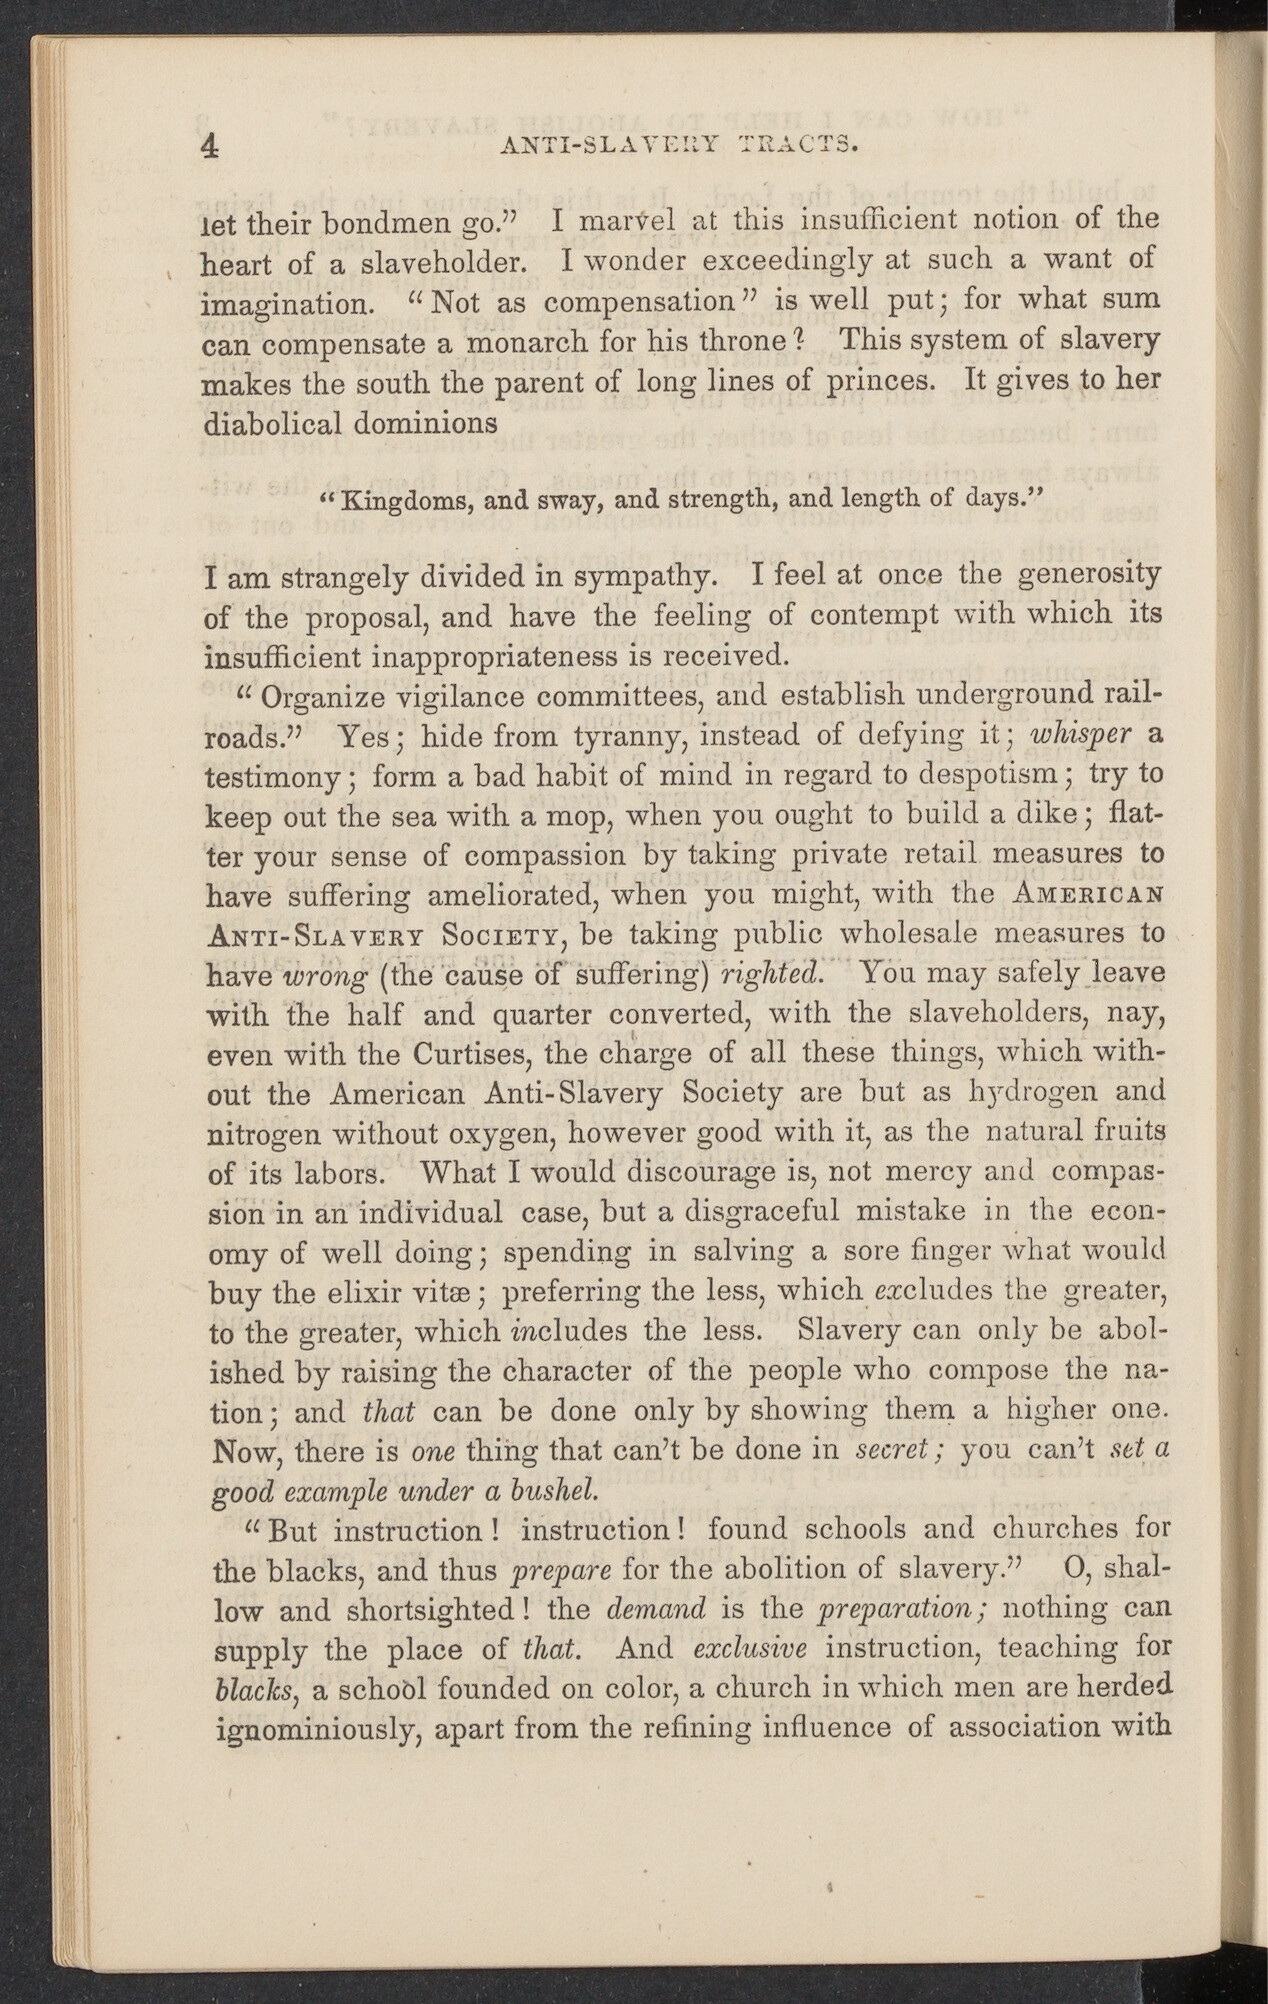 4 ANTI-SLAVERY TRACTS.
let their bondmen go.” I marvel at this insufficient notion of the
heart of a slaveholder. I wonder exceedingly at such a want of
imagination. “Not as compensation” is well put; for what sum
can compensate a monarch for his throne? This system of slavery
makes the south the parent of long lines of princes. It gives to her
diabolical dominions
“Kingdoms, and sway, and strength, and length of days.”
I am strangely divided in sympathy. I feel at once the generosity
of the proposal, and have the feeling of contempt with which its
insufficient inappropriateness is received.
“Organize vigilance committees, and establish underground rail-
roads.” Yes; hide from tyranny, instead of defying it; whisper a
testimony; form a bad habit of mind in regard to despotism; try to
keep out the sea with a mop, when you ought to build a dike; flat-
ter your sense of compassion by taking private retail measures to
have suffering ameliorated, when you might, with the AMERICAN
ANTI-SLAVERY SOCIETY, be taking public wholesale measures to
have wrong (the cause of suffering) righted. You may safely leave
with the half and quarter converted, with the slaveholders, nay,
even with the Curtises, the charge of all these things, which with-
out the American Anti-Slavery Society are but as hydrogen and
nitrogen without oxygen, however good with it, as the natural fruits
of its labors. What I would discourage is, not mercy and compas-
sion in an individual case, but a disgraceful mistake in the econ-
omy of well doing; spending in salving a sore finger what would
buy the elixir vitæ; preferring the less, which excludes the greater,
to the greater, which includes the less. Slavery can only be abol-
ished by raising the character of the people who compose the na-
tion; and that can be done only by showing them a higher one.
Now, there is one thing that can’t be done in secret; you can’t set a
good example under a bushel.
“But instruction! instruction! found schools and churches for
the blacks, and thus prepare for the abolition of slavery.” O, shal-
low and shortsighted! the demand is the preparation; nothing can
supply the place of that. And exclusive instruction, teaching for
blacks, a school founded on color, a church in which men are herded
ignominiously, apart from the refining influence of association with